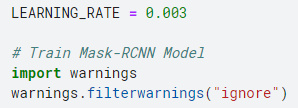 LEARNING_RATE = 0.003
# Train Mask-RCNN Model
import warnings
warnings.filterwarnings("ignore")